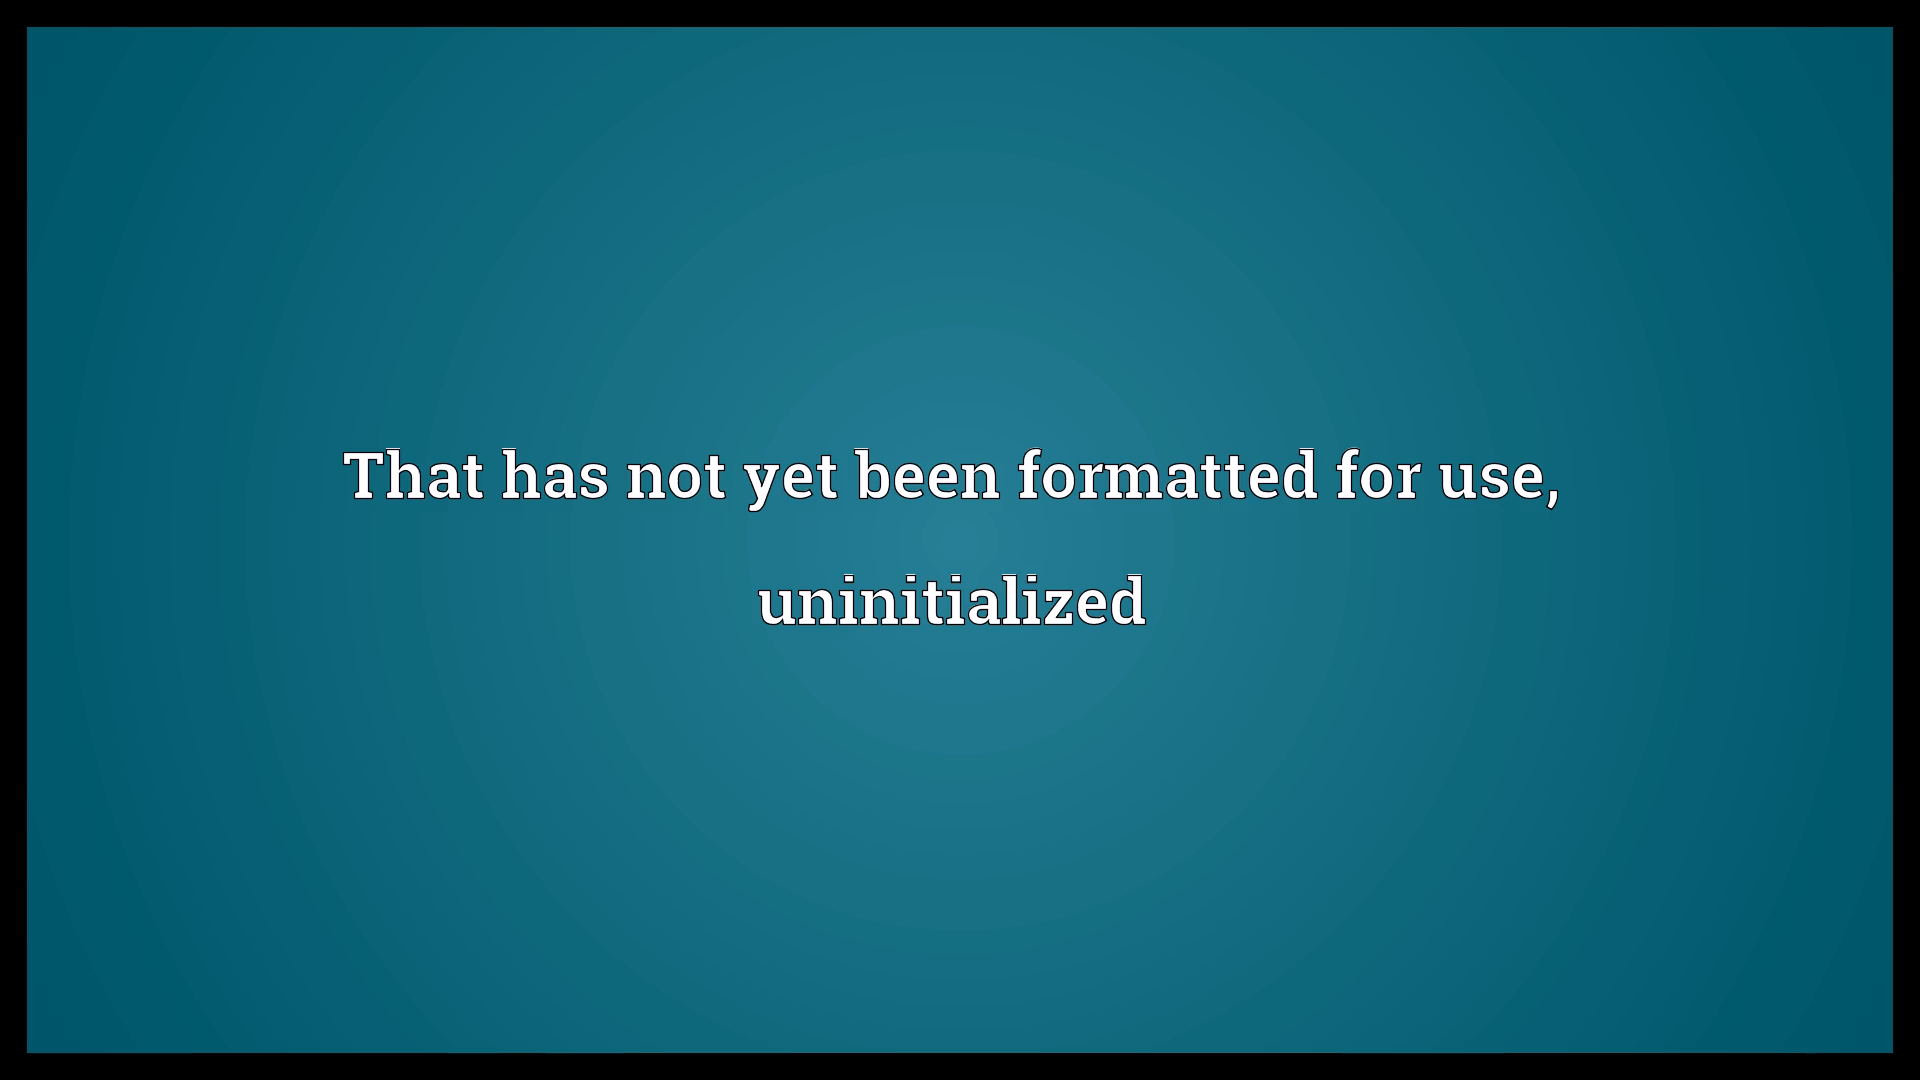 That has not yet been formatted for use,
uninitialized